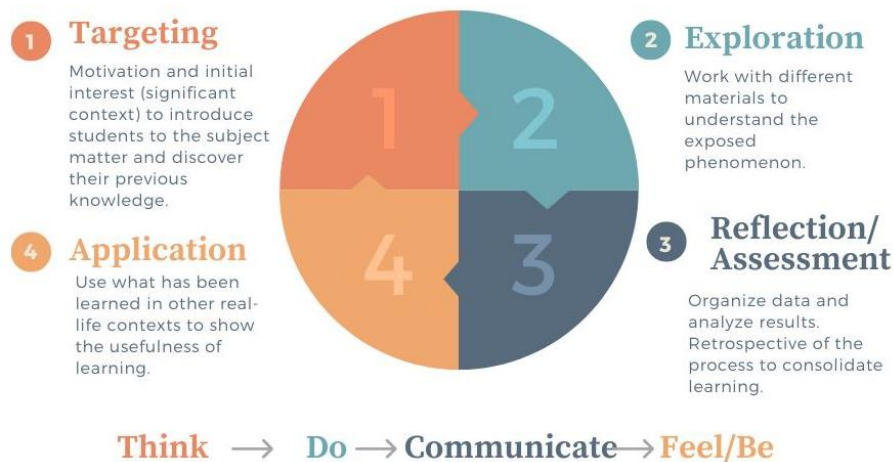 1
Targeting
Motivation and initial
interest (significant
context) to introduce
students to the subject
matter and discover
their previous
knowledge.
2
Exploration
Work with different
materials to
understand the
exposed
phenomenon.
1
2
4
3
4
Application
Use what has been
learned in other real-
life contexts to show
the usefulness of
learning.
3
Reflection/
Assessment
Organize data and
analyze results.
Retrospective of the
process to consolidate
learning.
Think → Do → Communicate → Feel/Be